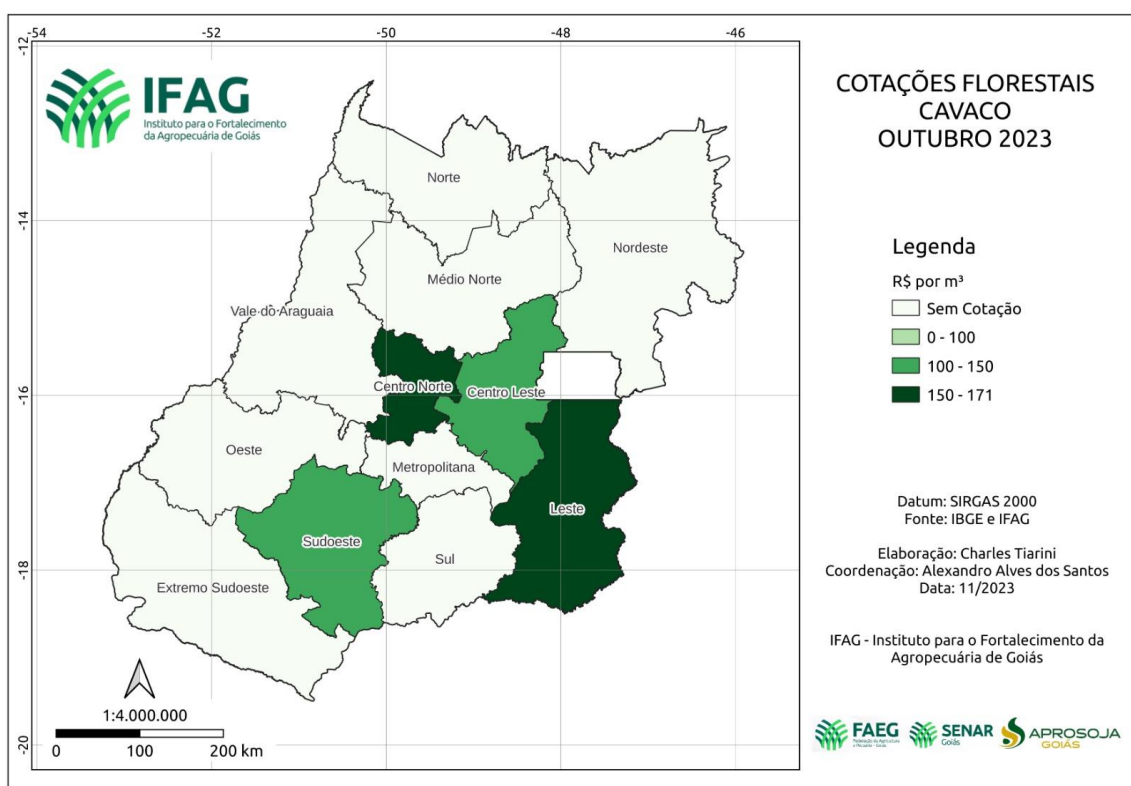 -54
-52
-50
-48
-46
-12
-14
-16
-18
-20
IFAG
Instituto para o Fortalecimento
da Agropecuária de Goiás
Norte
Nordeste
Médio Norte
Vale do Araguaia
Centro Norte
Centro Leste
Oeste
Metropolitana
Leste
Sudoeste
Sul
Extremo Sudoeste
1:4.000.000
0 100 200 km
COTAÇÕES FLORESTAIS
CAVACO
OUTUBRO 2023
Legenda
R$ por m³
Sem Cotação
0 - 100
100 - 150
150 - 171
Datum: SIRGAS 2000
Fonte: IBGE e IFAG
Elaboração: Charles Tiarini
Coordenação: Alexandro Alves dos Santos
Data: 11/2023
IFAG - Instituto para o Fortalecimento da
Agropecuária de Goiás
FAEG
SENAR
Goiás
APROSOJA
GOIÁS